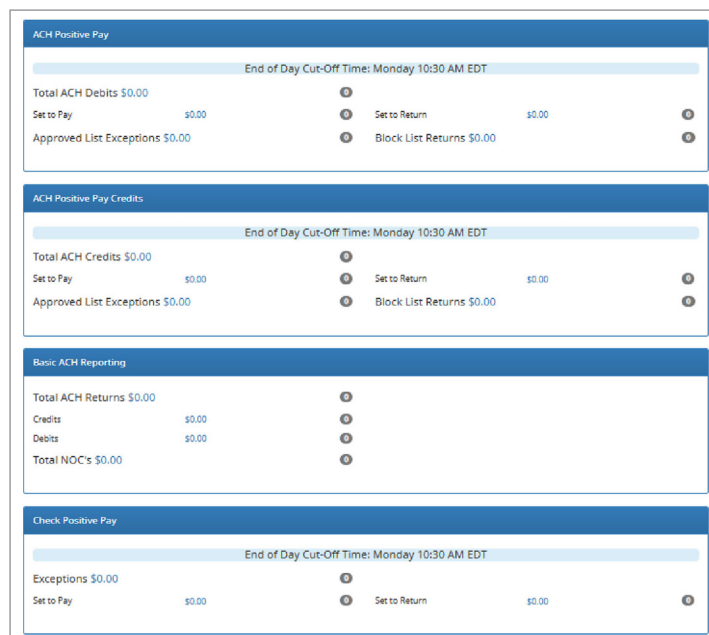 ACH Positive Pay
End of Day Cut-Off Time: Monday 10:30 AM EDT
Total ACH Debits $0.00 0
Set to Pay $0.00 0 Set to Return $0.00 0
Approved List Exceptions $0.00 0 Block List Returns $0.00 0
ACH Positive Pay Credits
End of Day Cut-Off Time: Monday 10:30 AM EDT
Total ACH Credits $0.00 0
Set to Pay $0.00 0 Set to Return $0.00 0
Approved List Exceptions $0.00 0 Block List Returns $0.00 0
Basic ACH Reporting
Total ACH Returns $0.00 0
Credits $0.00 0
Debits $0.00 0
Total NOC's $0.00 0
Check Positive Pay
End of Day Cut-Off Time: Monday 10:30 AM EDT
Exceptions $0.00 0
Set to Pay $0.00 0 Set to Return $0.00 0